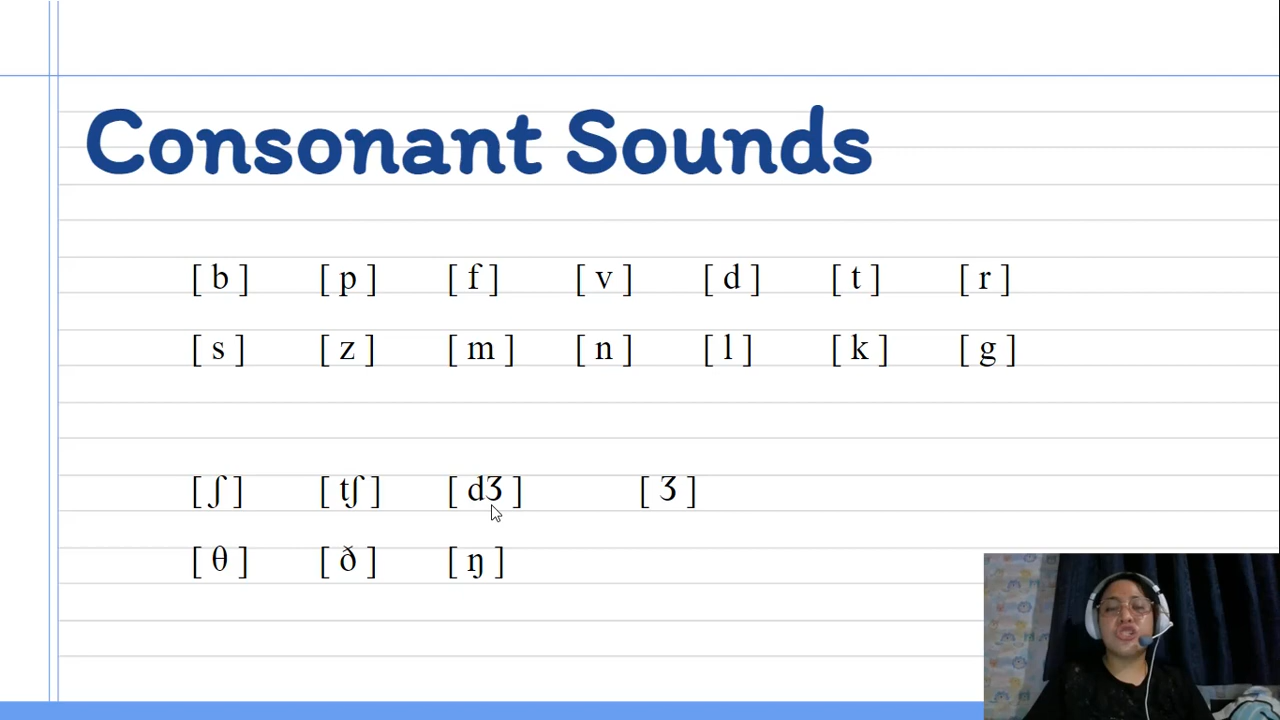 Consonant Sounds
[ b ] [ p ] [ f ] [ v ] [ d ] [ t ] [ r ]
[ s ] [ z ] [ m ] [ n ] [ l ] [ k ] [ g ]
[ ʃ ] [ tʃ ] [ dƷ ] [ Ʒ ]
[ θ ] [ ð ] [ ŋ ]